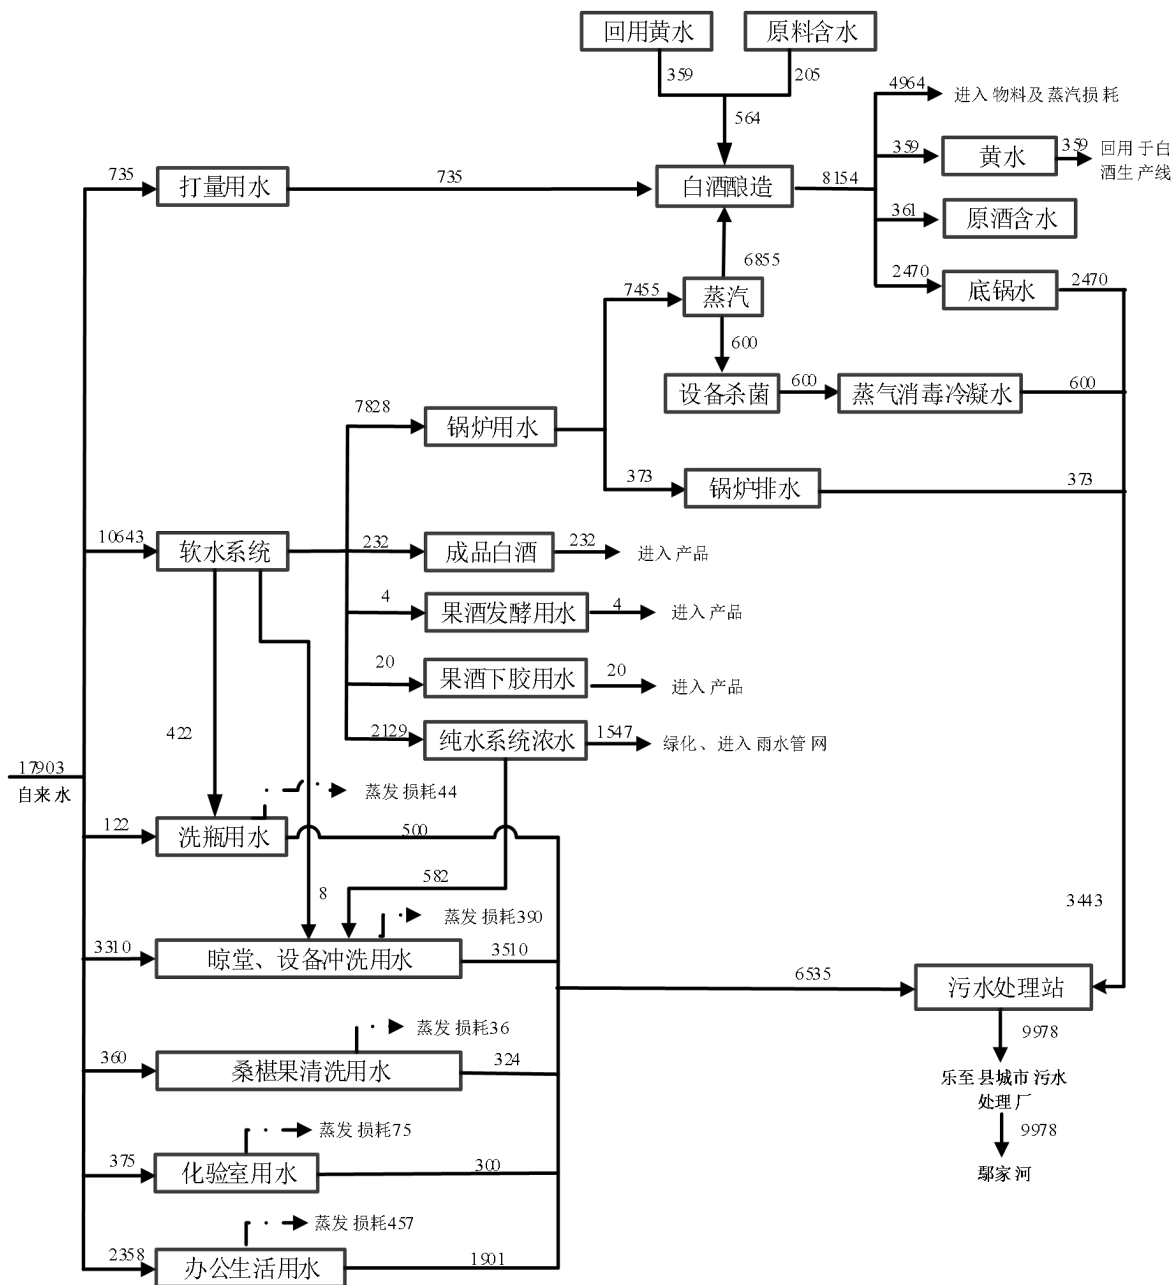 回用黄水
原料含水
359
205
564
4964
进入物料及蒸汽损耗
359
黄水
359
回用于白
酒生产线
735
打量用水
735
白酒酿造
8154
361
原酒含水
6855
2470
底锅水
2470
7455
蒸汽
600
设备杀菌
600
蒸气消毒冷凝水
600
7828
锅炉用水
373
锅炉排水
373
10643
软水系统
232
成品白酒
232
进入产品
4
果酒发酵用水
4
进入产品
20
果酒下胶用水
20
进入产品
422
2129
纯水系统浓水
1547
绿化、进入雨水管网
17903
自来水
蒸发损耗44
122
洗瓶用水
500
582
8
蒸发损耗390
3443
3310
晾堂、设备冲洗用水
3510
6535
污水处理站
蒸发损耗36
9978
360
桑椹果清洗用水
324
乐至县城市污水
处理厂
蒸发损耗75
9978
375
化验室用水
300
鄢家河
蒸发损耗457
2358
办公生活用水
1901